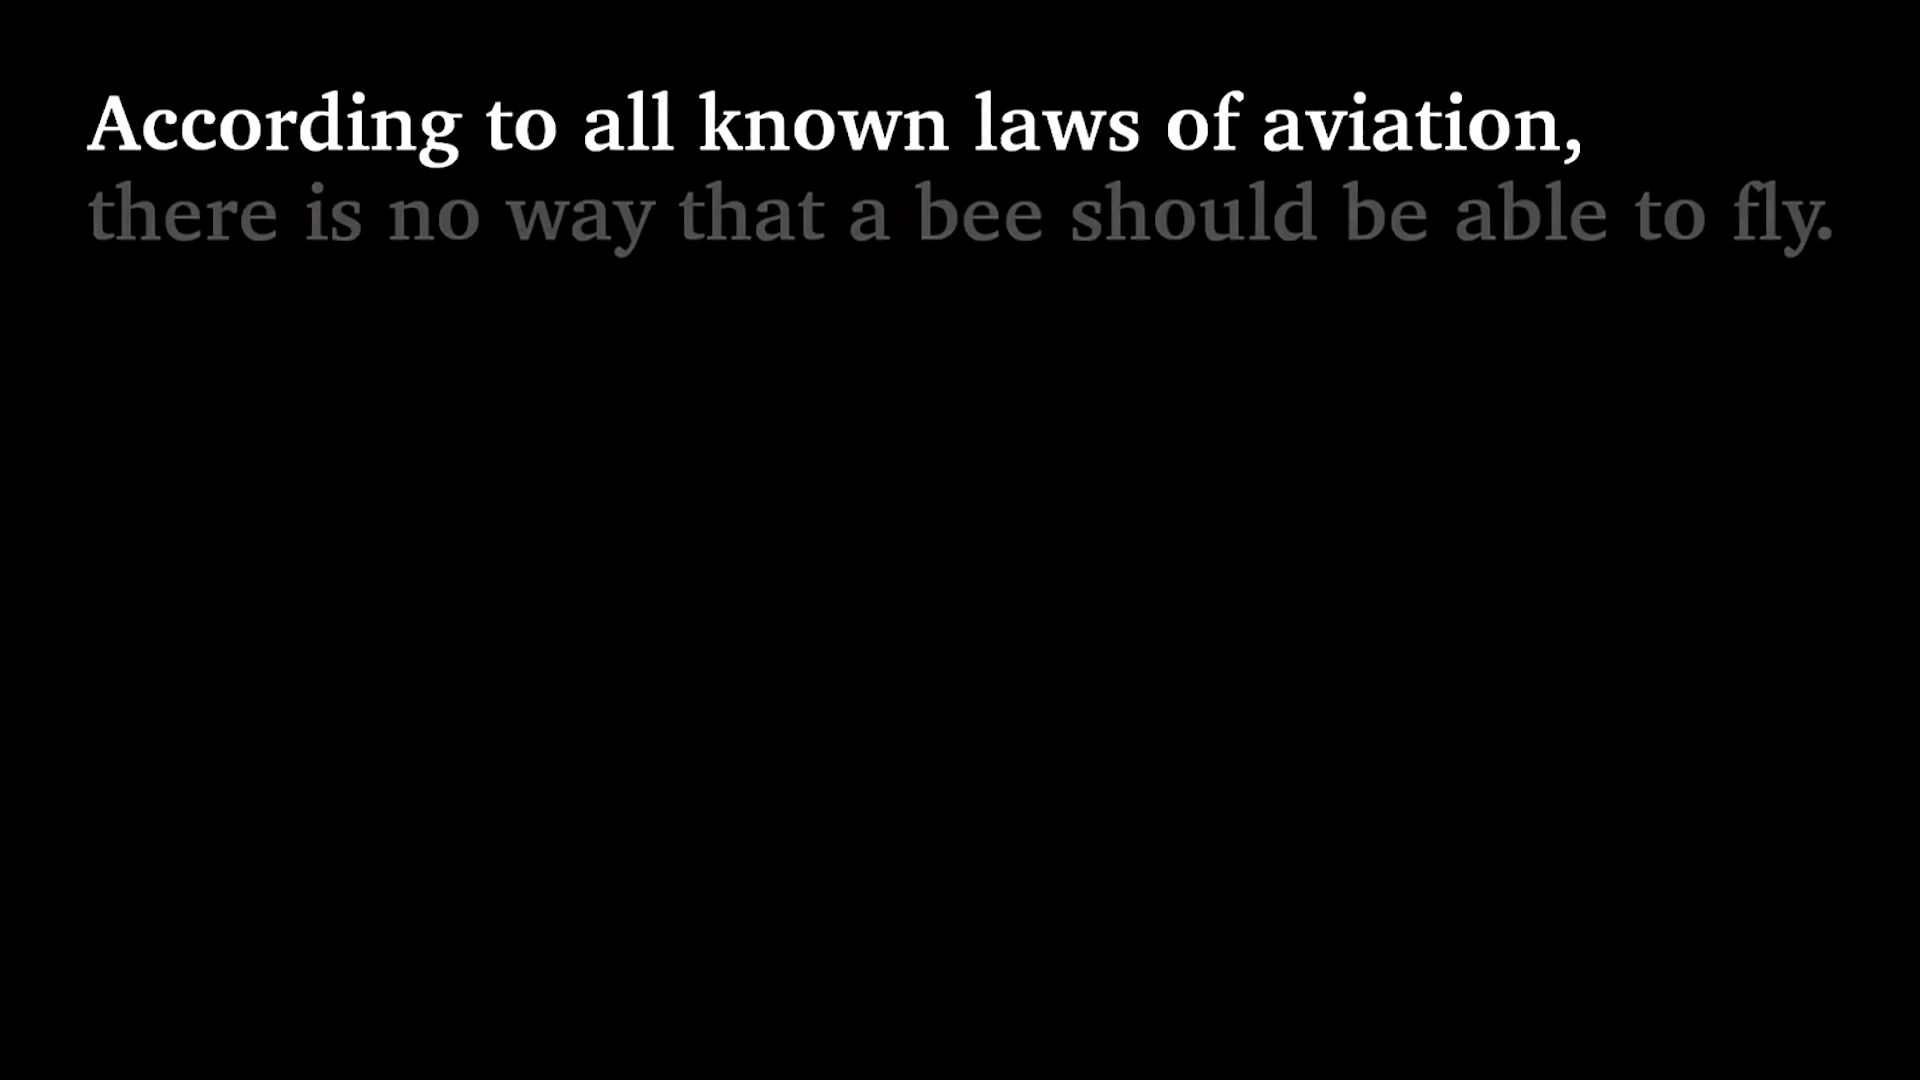 According to all known laws of aviation,
there is no way that a bee should be able to fly.